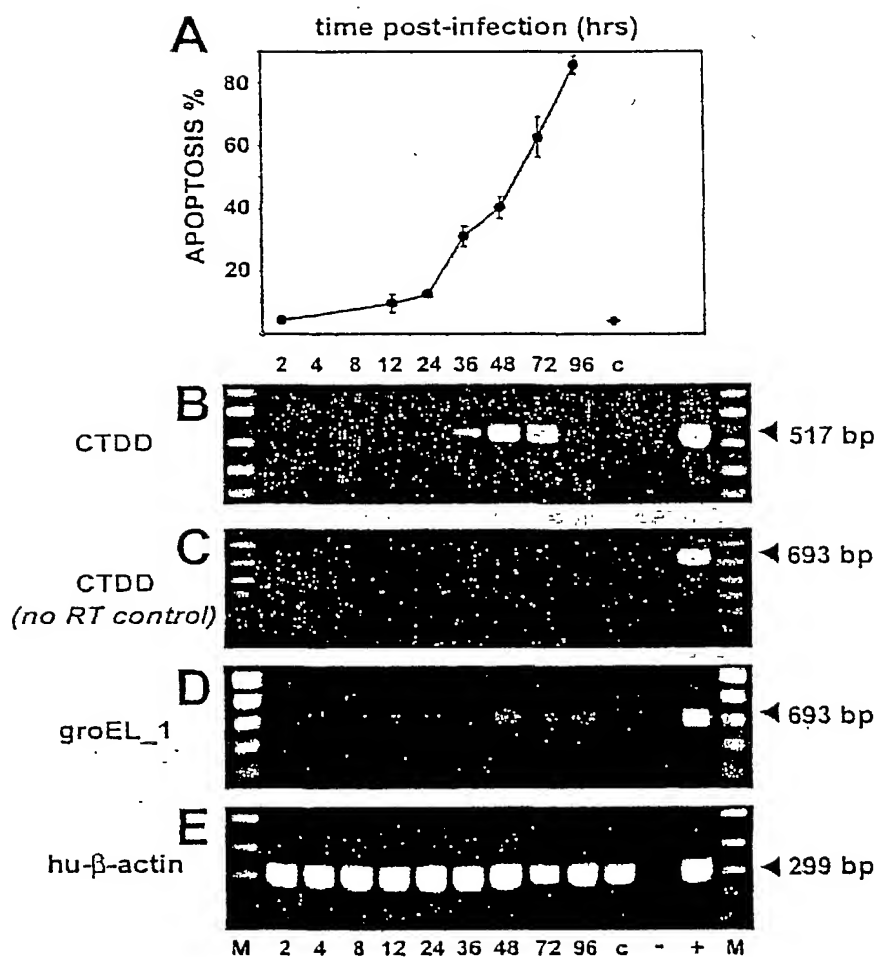 A
time post-infection (hrs)
APOPTOSIS %
80
60
40
20
2 4 8 12 24 36 48 72 96 c
B
CTDD
517 bp
C
CTDD
(no RT control)
693 bp
D
groEL_1
693 bp
E
hu-β-actin
299 bp
M 2 4 8 12 24 36 48 72 96 c - + M